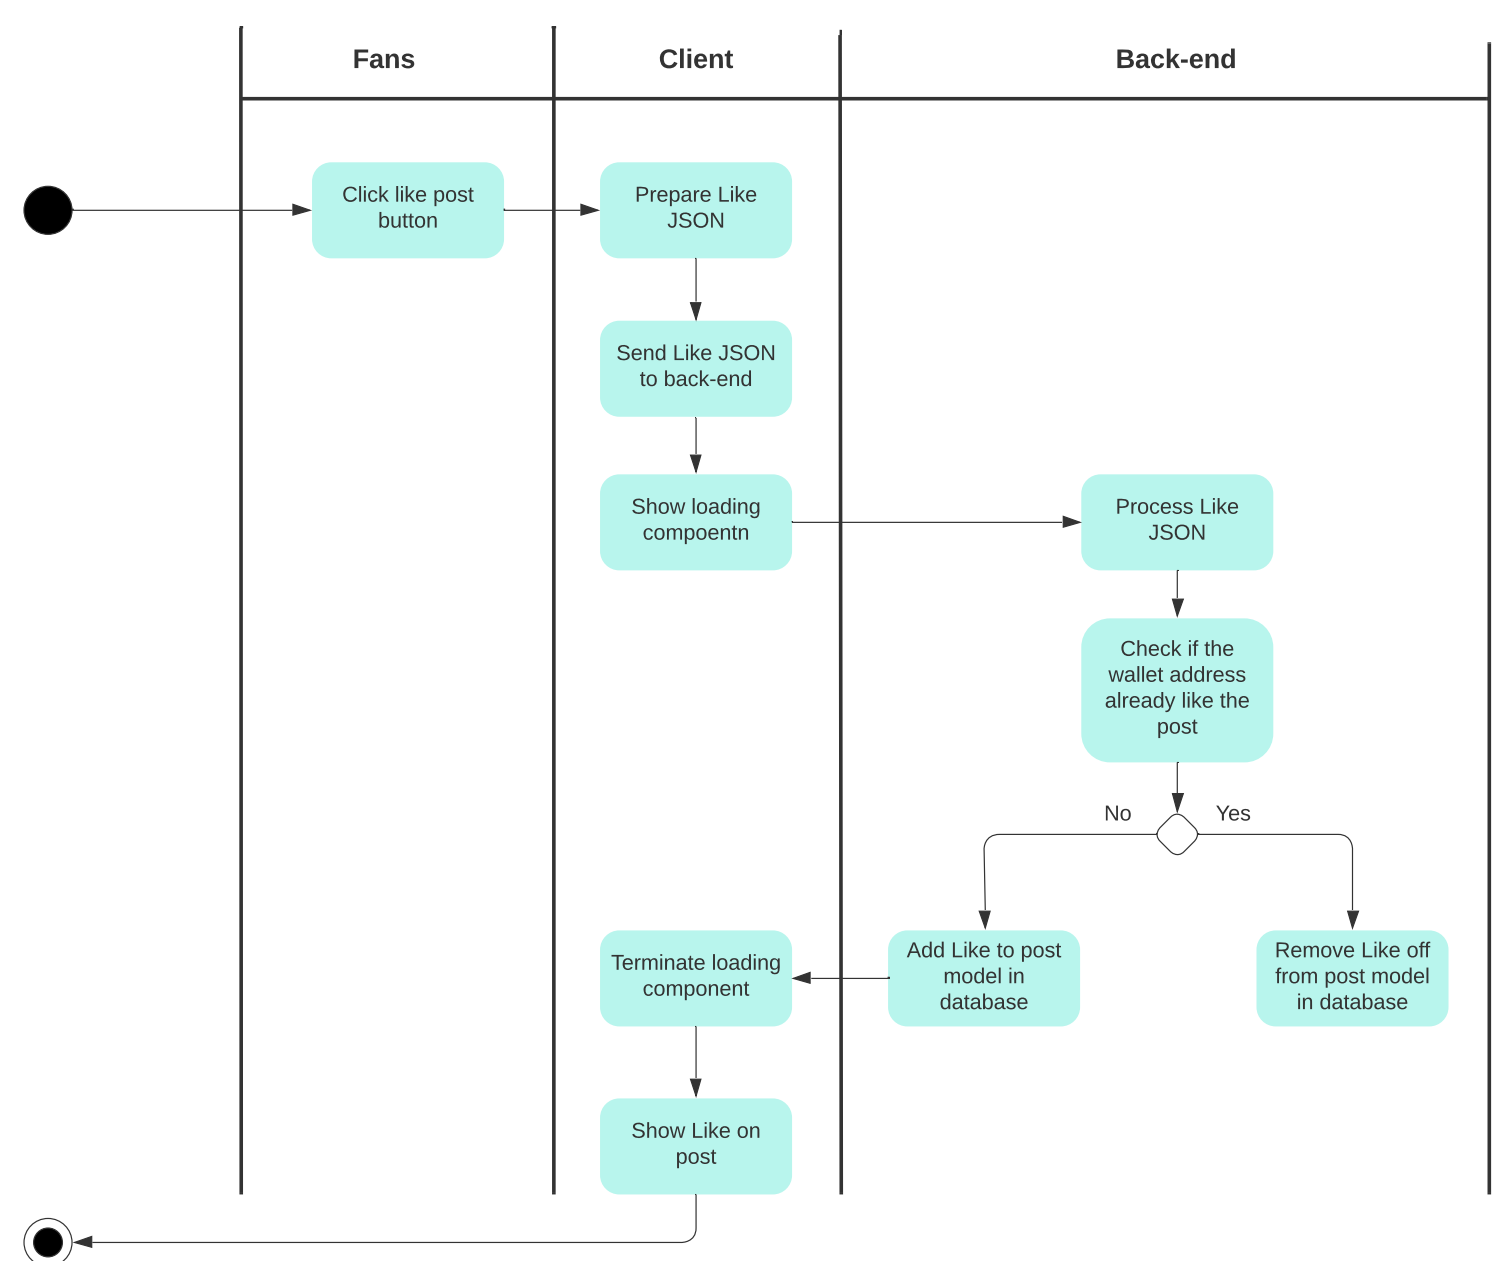 Fans
Client
Back-end
Click like post
button
Prepare Like
JSON
Send Like JSON
to back-end
Show loading
compoentn
Process Like
JSON
Check if the
wallet address
already like the
post
No
Yes
Terminate loading
component
Add Like to post
model in
database
Remove Like off
from post model
in database
Show Like on
post